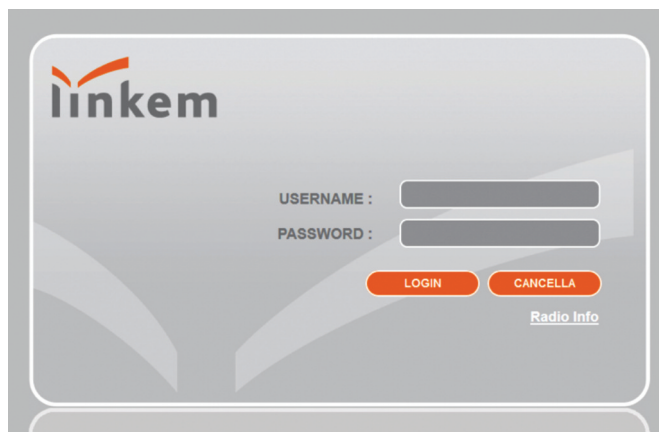 linkem
USERNAME :
PASSWORD :
LOGIN CANCELLA
Radio Info